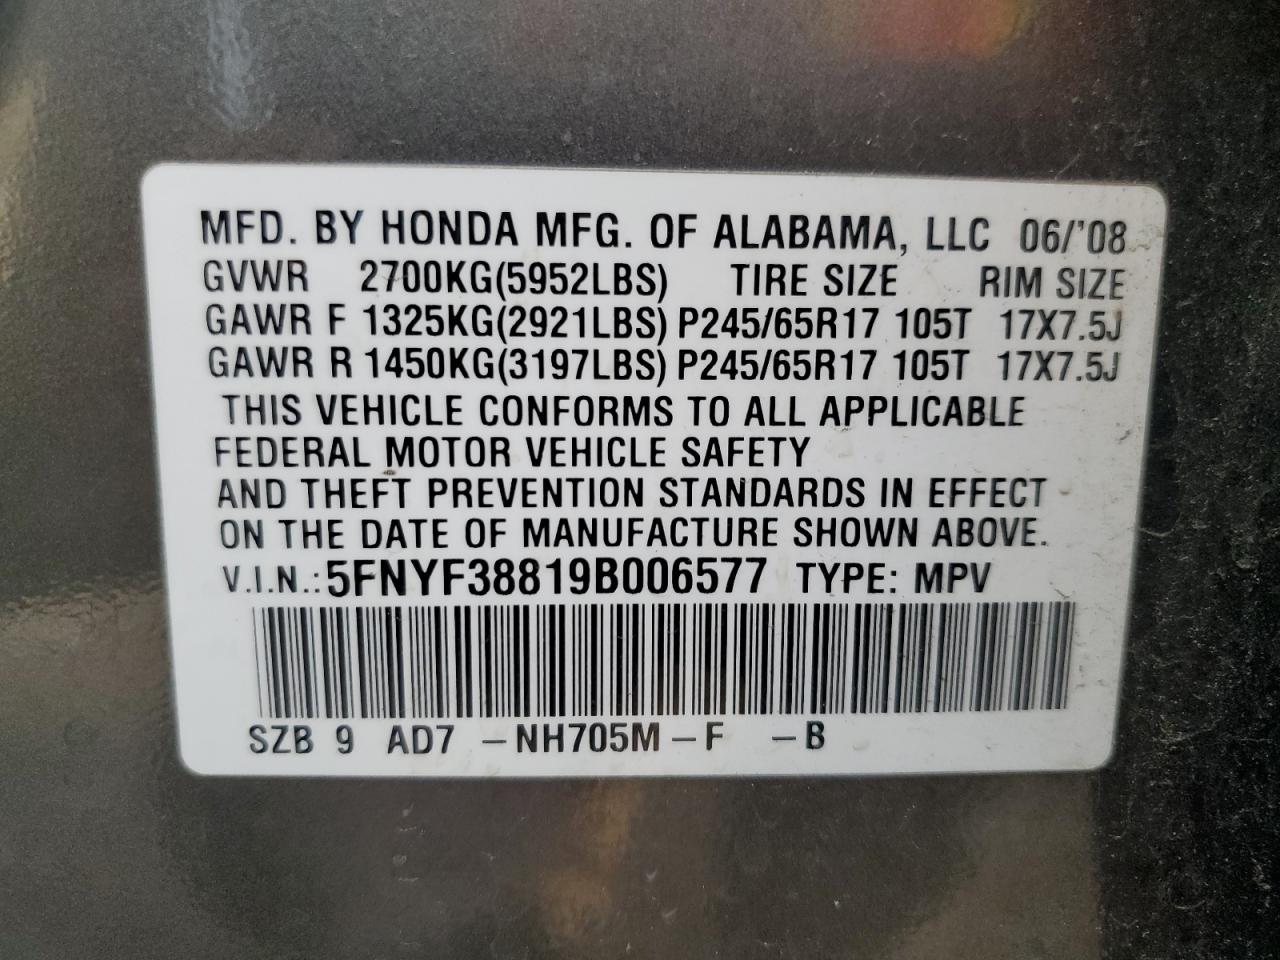 MFD. BY HONDA MFG. OF ALABAMA, LLC 06/'08
GVWR 2700KG(5952LBS) TIRE SIZE RIM SIZE
GAWR F 1325KG(2921LBS) P245/65R17 105T 17X7.5J
GAWR R 1450KG(3197LBS) P245/65R17 105T 17X7.5J
THIS VEHICLE CONFORMS TO ALL APPLICABLE
FEDERAL MOTOR VEHICLE SAFETY
AND THEFT PREVENTION STANDARDS IN EFFECT
ON THE DATE OF MANUFACTURE SHOWN ABOVE.
V.I.N.: 5FNYF38819B006577 TYPE: MPV
SZB 9 AD7 –NH705M–F –B